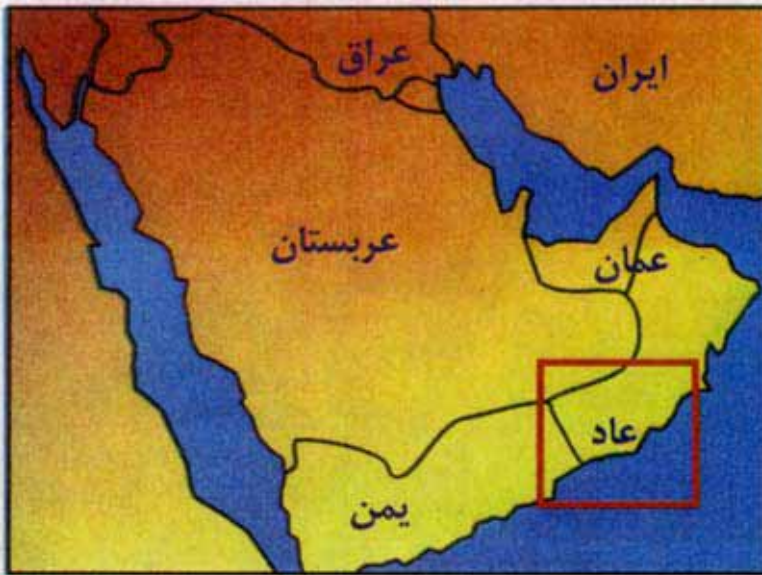 عراق
ایران
عربستان
عمان
عاد
یمن